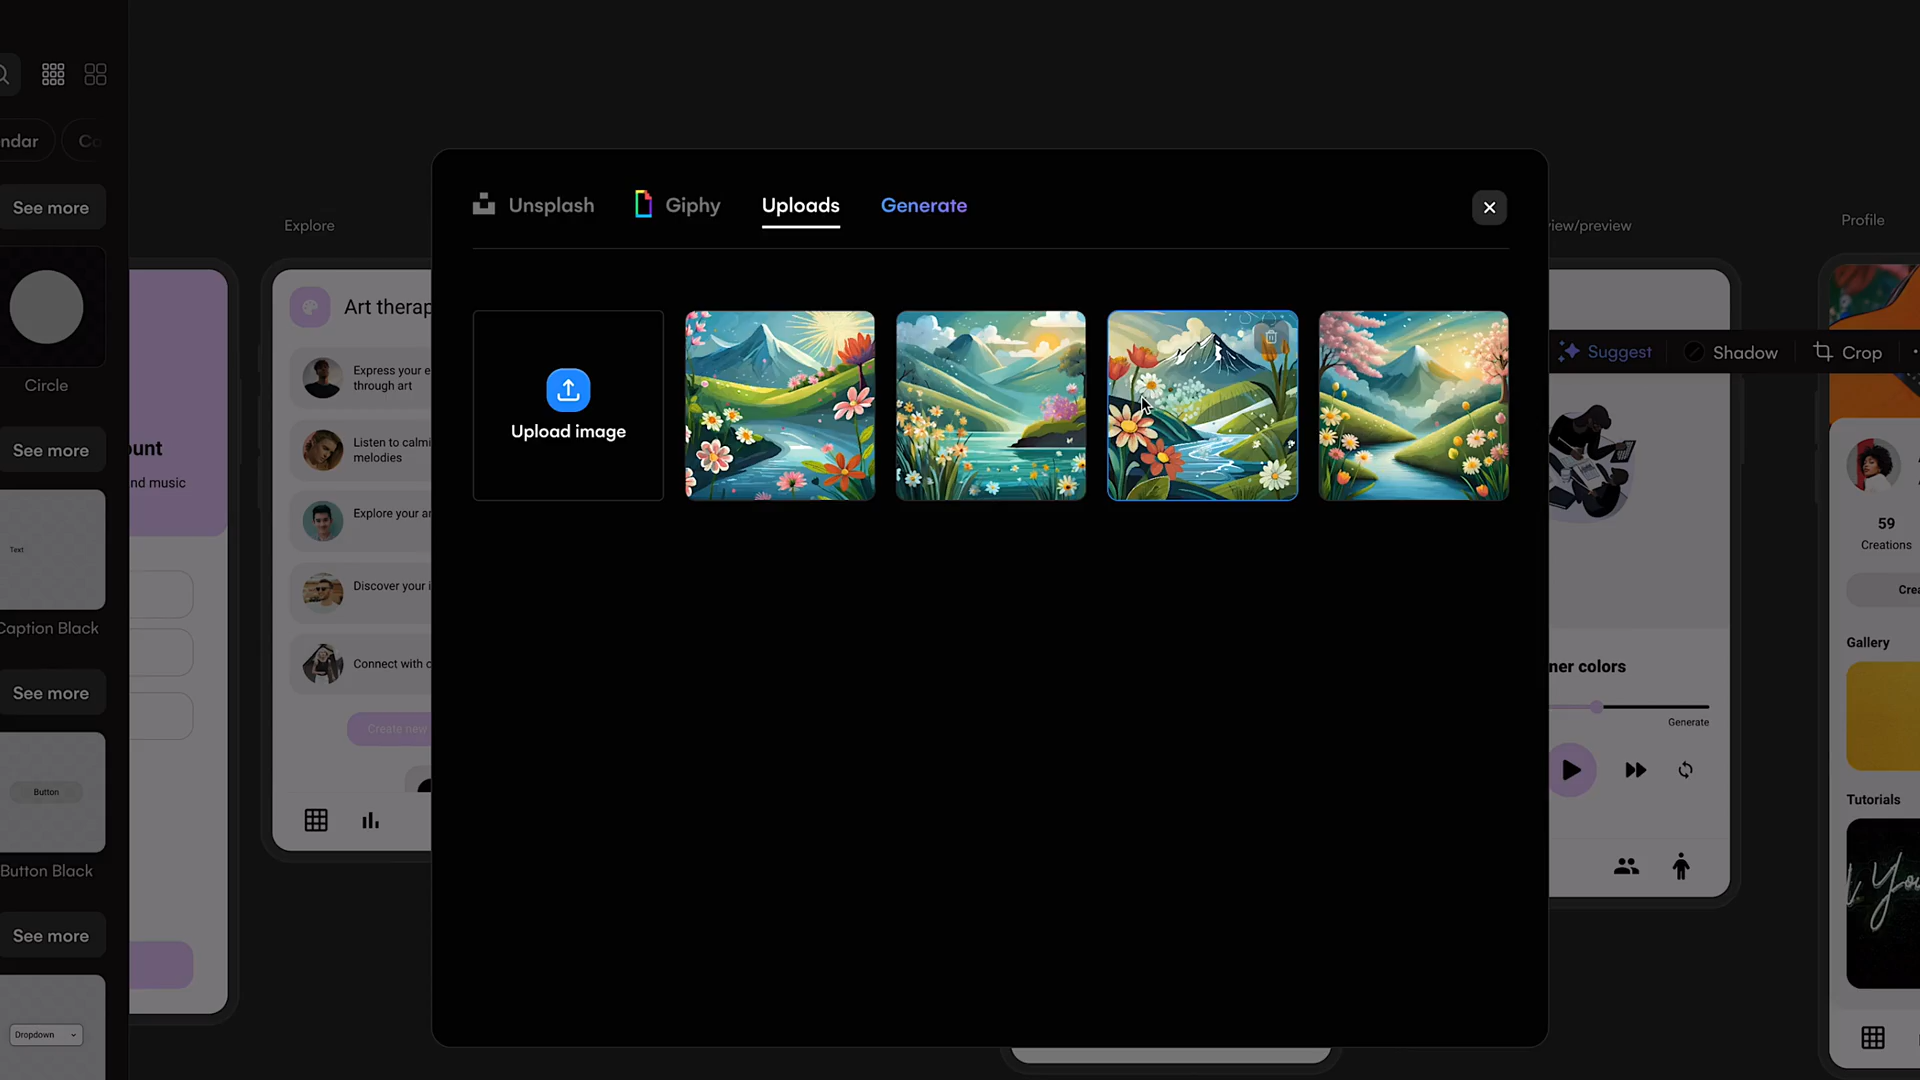 Unsplash
Giphy
Uploads
Generate
Upload image
ndar
See more
Circle
See more
Text
Caption Black
See more
Button
Button Black
See more
Dropdown
ount
nd music
Explore
Art therap
Express your e
through art
Listen to calmi
melodies
Explore your ar
Discover your i
Connect with c
Create new
iew/preview
Suggest
Shadow
Crop
ner colors
Generate
Profile
59
Creations
Crea
Gallery
Tutorials
You